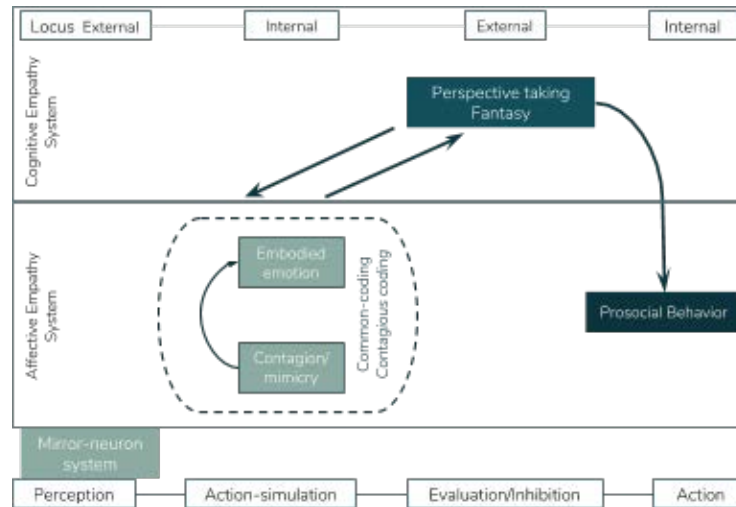 Locus External
Internal
External
Internal
Cognitive Empathy
System
Perspective taking
Fantasy
Affective Empathy
System
Embodied
emotion
Contagion/
mimicry
Common-coding
Contagious coding
Prosocial Behavior
Mirror-neuron
system
Perception
Action-simulation
Evaluation/Inhibition
Action